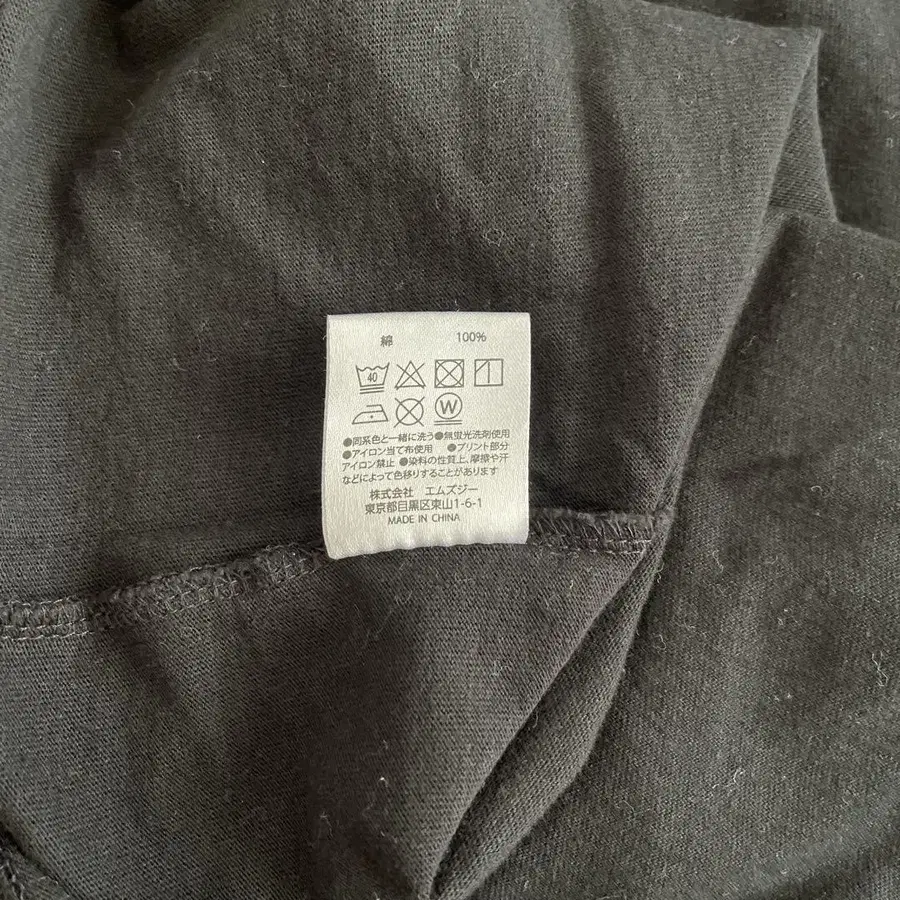 綿 100%
40
W
●同系色と一緒に洗う●無蛍光洗剤使用
●アイロン当て布使用 ●プリント部分
アイロン禁止 ●染料の性質上、摩擦や汗
などによって色移りすることがあります
株式会社 エムズジー
東京都目黒区東山1-6-1
MADE IN CHINA